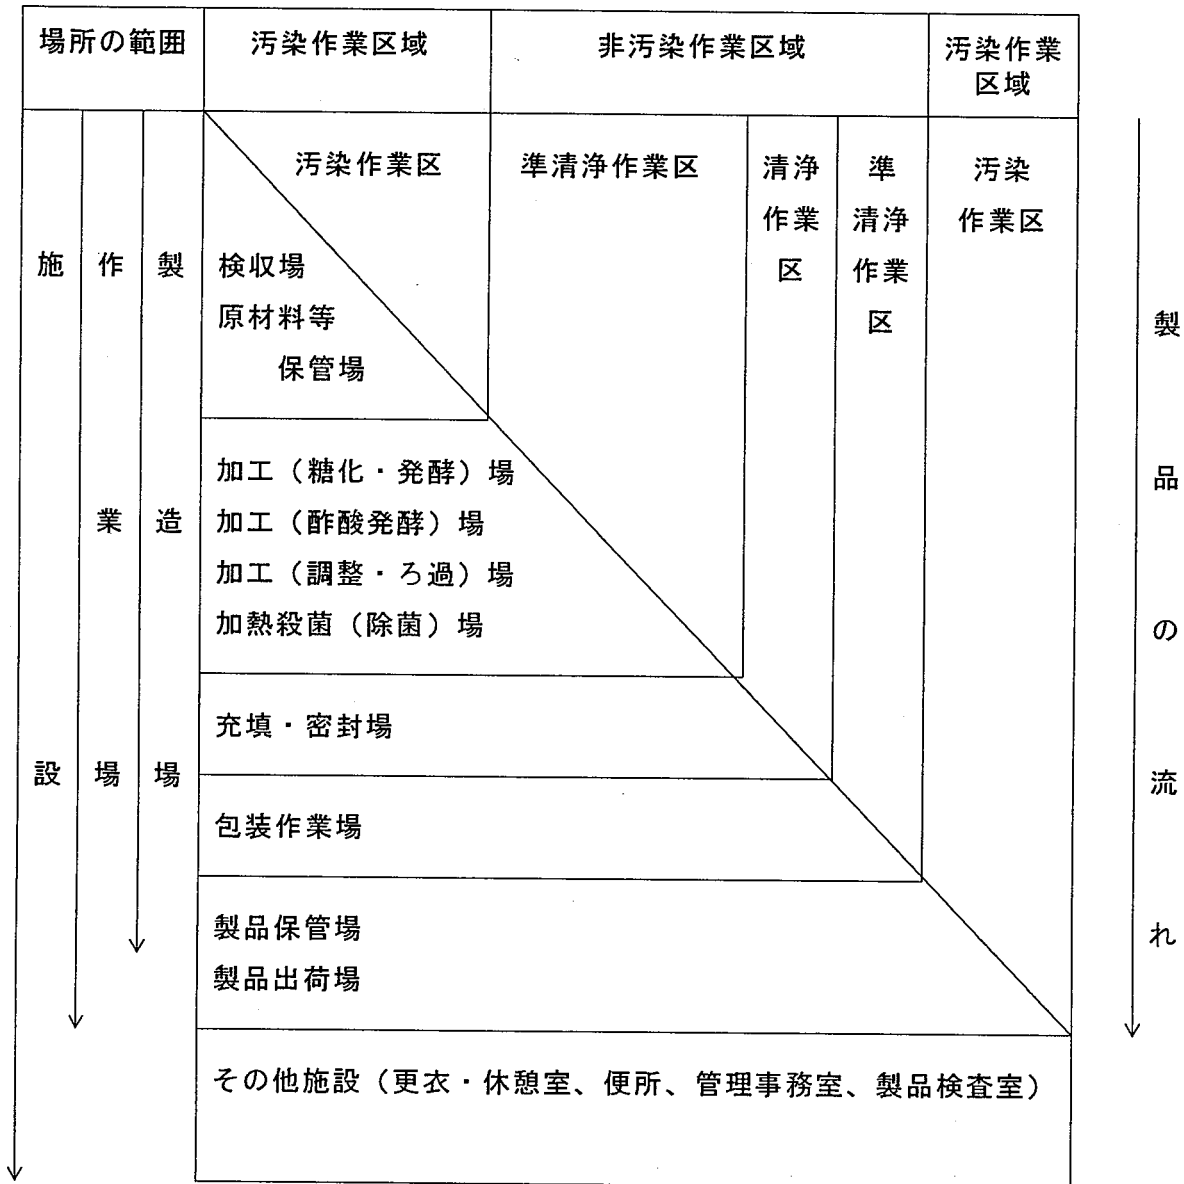 場所の範囲
汚染作業区域
非汚染作業区域
汚染作業
区域
施設
作業場
製造場
汚染作業区
準清浄作業区
清浄
作業
区
準
清浄
作業
区
汚染
作業区
検収場
原材料等
保管場
加工（糖化・発酵）場
加工（酢酸発酵）場
加工（調整・ろ過）場
加熱殺菌（除菌）場
充填・密封場
包装作業場
製品保管場
製品出荷場
その他施設（更衣・休憩室、便所、管理事務室、製品検査室）
製品の流れ